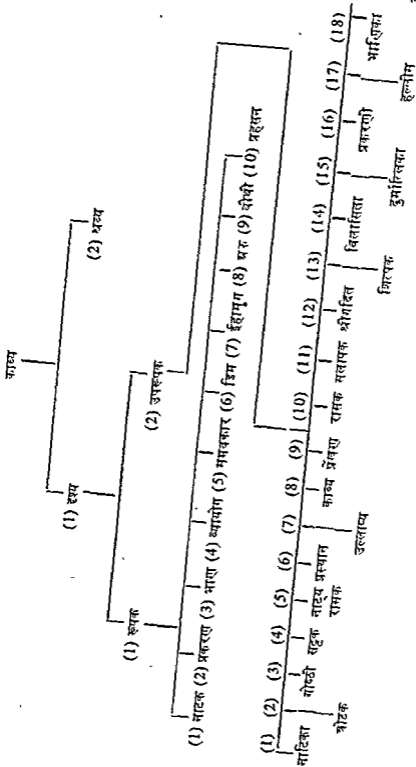 काव्य
(1) दृश्य (2) श्रव्य
(1) रूपक (2) उपरूपक
(1) नाटक (2) प्रकरण (3) भाण (4) व्यायोग (5) समवकार (6) डिम (7) ईहामृग (8) अंक (9) वीथी (10) प्रहसन
(1) (2) (3) (4) (5) (6) (7) (8) (9) (10) (11) (12) (13) (14) (15) (16) (17) (18)
नाटिका गोष्ठी सट्टक नाट्य प्रस्थान काव्य प्रेंखण रासक संलापक श्रीगदित विलासिता प्रकरणी भाणिका
रासक
त्रोटक उल्लाप्य शिल्पक दुर्मल्लिका हल्लीस